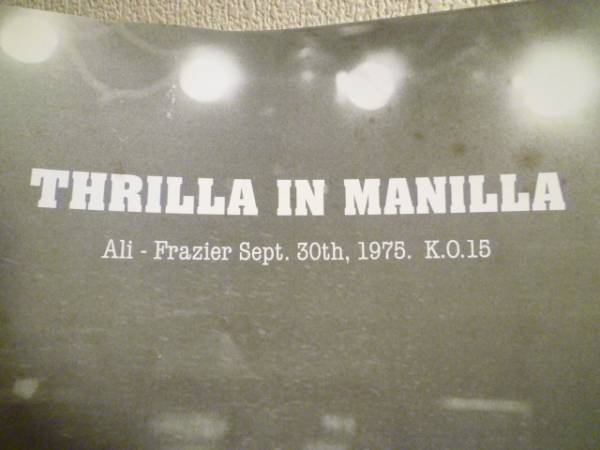 THRILLA IN MANILLA
Ali - Frazier Sept. 30th, 1975. K.O.15